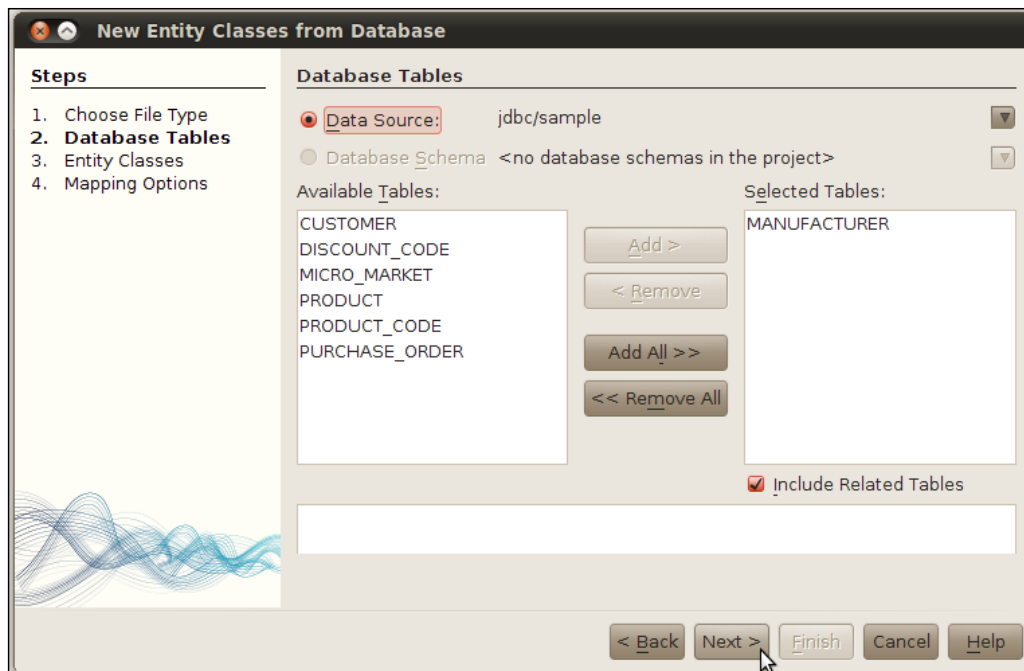 New Entity Classes from Database
Steps
1. Choose File Type
2. Database Tables
3. Entity Classes
4. Mapping Options
Database Tables
Data Source: jdbc/sample
Database Schema <no database schemas in the project>
Available Tables:
CUSTOMER
DISCOUNT_CODE
MICRO_MARKET
PRODUCT
PRODUCT_CODE
PURCHASE_ORDER
Add >
< Remove
Add All >>
<< Remove All
Selected Tables:
MANUFACTURER
Include Related Tables
< Back Next > Finish Cancel Help